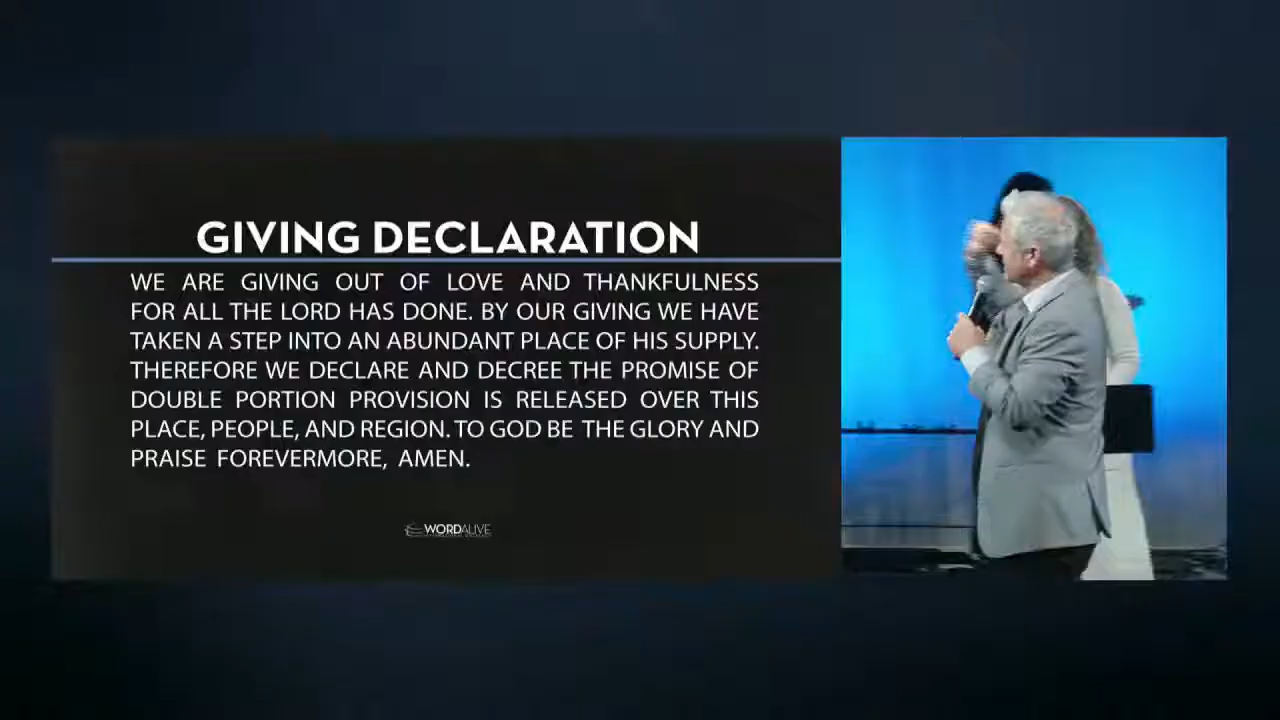 GIVING DECLARATION
WE ARE GIVING OUT OF LOVE AND THANKFULNESS
FOR ALL THE LORD HAS DONE. BY OUR GIVING WE HAVE
TAKEN A STEP INTO AN ABUNDANT PLACE OF HIS SUPPLY.
THEREFORE WE DECLARE AND DECREE THE PROMISE OF
DOUBLE PORTION PROVISION IS RELEASED OVER THIS
PLACE, PEOPLE, AND REGION. TO GOD BE THE GLORY AND
PRAISE FOREVERMORE, AMEN.
WORDALIVE